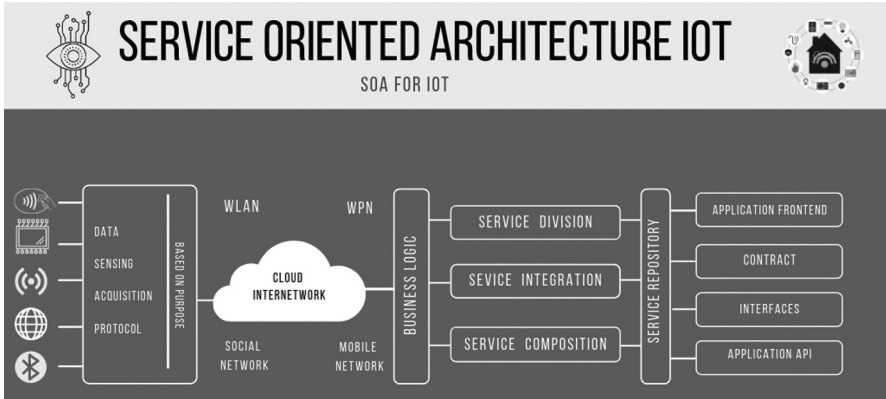 SERVICE ORIENTED ARCHITECTURE IOT
SOA FOR IOT
DATA
SENSING
ACQUISITION
PROTOCOL
BASED ON PURPOSE
WLAN
WPN
CLOUD
INTERNETWORK
SOCIAL
NETWORK
MOBILE
NETWORK
BUSINESS LOGIC
SERVICE DIVISION
SEVICE INTEGRATION
SERVICE COMPOSITION
SERVICE REPOSITORY
APPLICATION FRONTEND
CONTRACT
INTERFACES
APPLICATION API